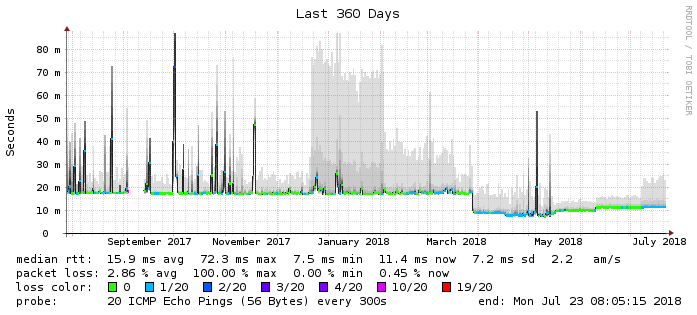 Last 360 Days
RRDTOOL / TOBI OETIKER
Seconds
80 m
70 m
60 m
50 m
40 m
30 m
20 m
10 m
0
September 2017 November 2017 January 2018 March 2018 May 2018 July 2018
median rtt: 15.9 ms avg 72.3 ms max 7.5 ms min 11.4 ms now 7.2 ms sd 2.2 am/s
packet loss: 2.86 % avg 100.00 % max 0.00 % min 0.45 % now
loss color: 0 1/20 2/20 3/20 4/20 10/20 19/20
probe: 20 ICMP Echo Pings (56 Bytes) every 300s end: Mon Jul 23 08:05:15 2018